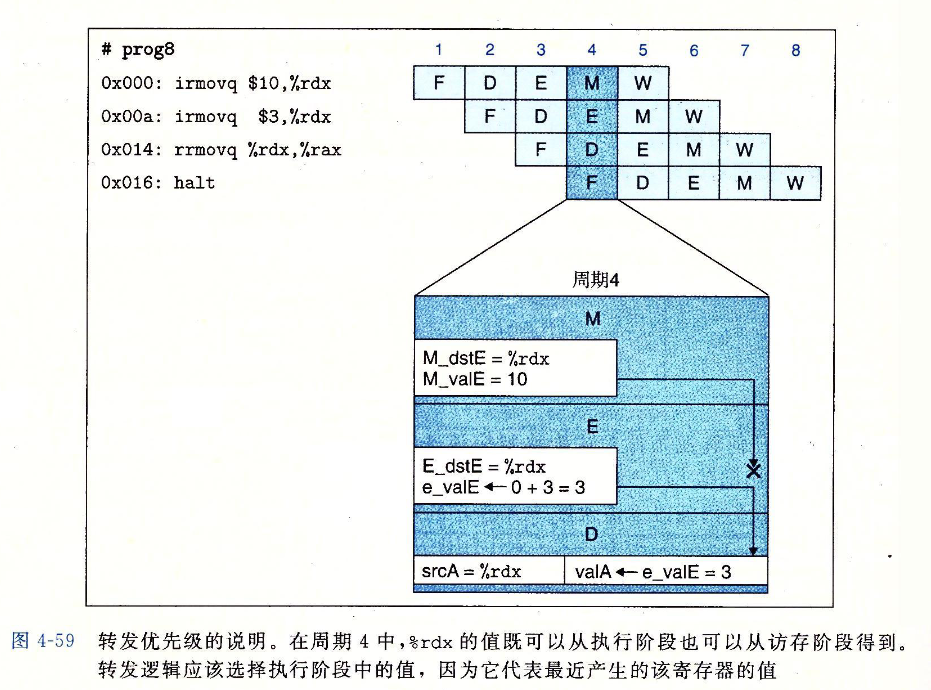 # prog8
1 2 3 4 5 6 7 8
0x000: irmovq $10,%rdx F D E M W
0x00a: irmovq $3,%rdx F D E M W
0x014: rrmovq %rdx,%rax F D E M W
0x016: halt F D E M W
周期4
M
M_dstE = %rdx
M_valE = 10
E
E_dstE = %rdx
e_valE ← 0 + 3 = 3
D
srcA = %rdx valA ← e_valE = 3
图 4-59 转发优先级的说明。在周期 4 中,%rdx 的值既可以从执行阶段也可以从访存阶段得到。
转发逻辑应该选择执行阶段中的值，因为它代表最近产生的该寄存器的值